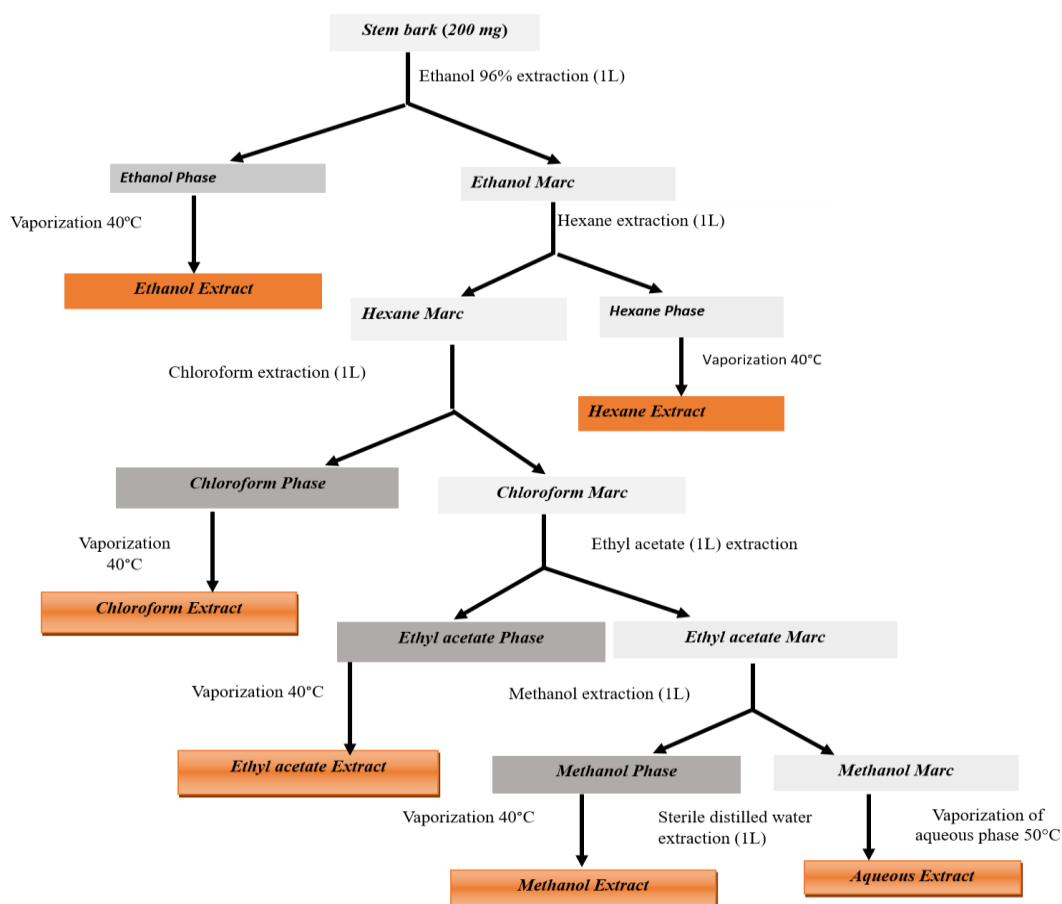 Stem bark (200 mg)
Ethanol 96% extraction (1L)
Ethanol Phase
Ethanol Marc
Vaporization 40°C
Hexane extraction (1L)
Ethanol Extract
Hexane Marc
Hexane Phase
Chloroform extraction (1L)
Vaporization 40°C
Hexane Extract
Chloroform Phase
Chloroform Marc
Vaporization
40°C
Ethyl acetate (1L) extraction
Chloroform Extract
Ethyl acetate Phase
Ethyl acetate Marc
Vaporization 40°C
Methanol extraction (1L)
Ethyl acetate Extract
Methanol Phase
Methanol Marc
Vaporization 40°C
Sterile distilled water
extraction (1L)
Vaporization of
aqueous phase 50°C
Methanol Extract
Aqueous Extract